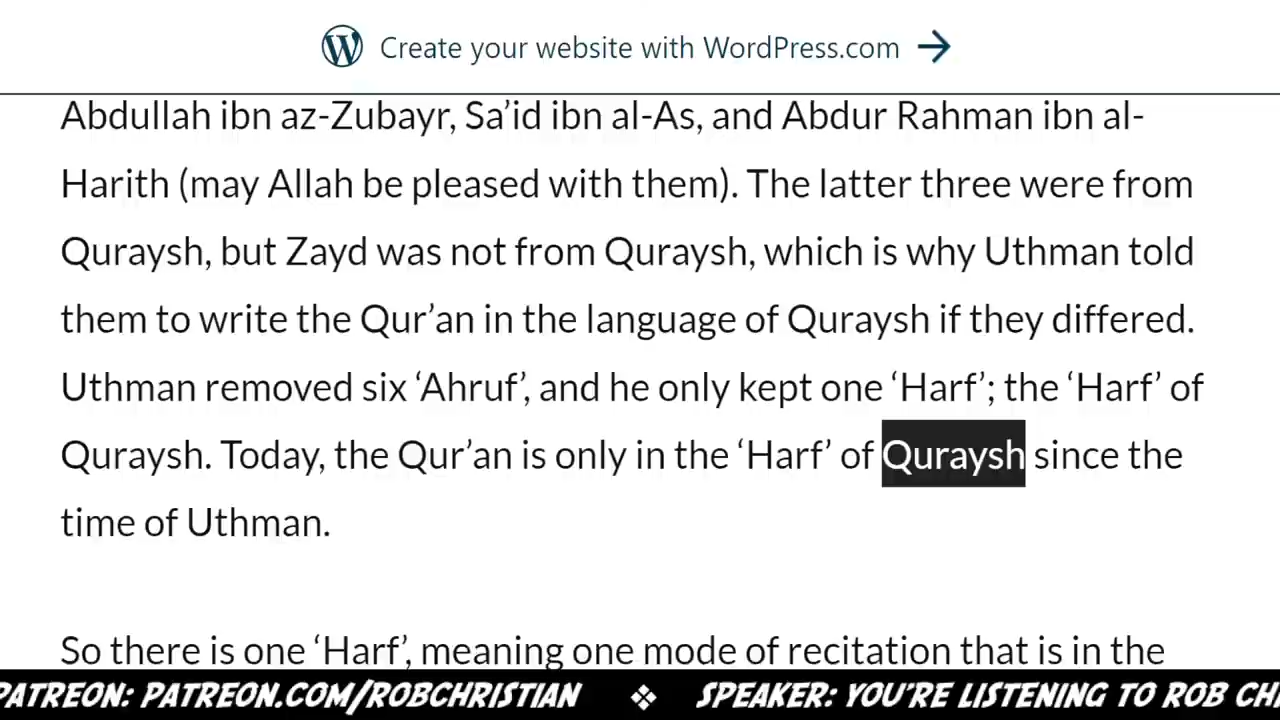 Create your website with WordPress.com
Abdullah ibn az-Zubayr, Sa’id ibn al-As, and Abdur Rahman ibn al-
Harith (may Allah be pleased with them). The latter three were from
Quraysh, but Zayd was not from Quraysh, which is why Uthman told
them to write the Qur’an in the language of Quraysh if they differed.
Uthman removed six ‘Ahruf’, and he only kept one ‘Harf’; the ‘Harf’ of
Quraysh. Today, the Qur’an is only in the ‘Harf’ of Quraysh since the
time of Uthman.
So there is one ‘Harf’, meaning one mode of recitation that is in the
PATREON: PATREON.COM/ROBCHRISTIAN ❖ SPEAKER: YOU'RE LISTENING TO ROB